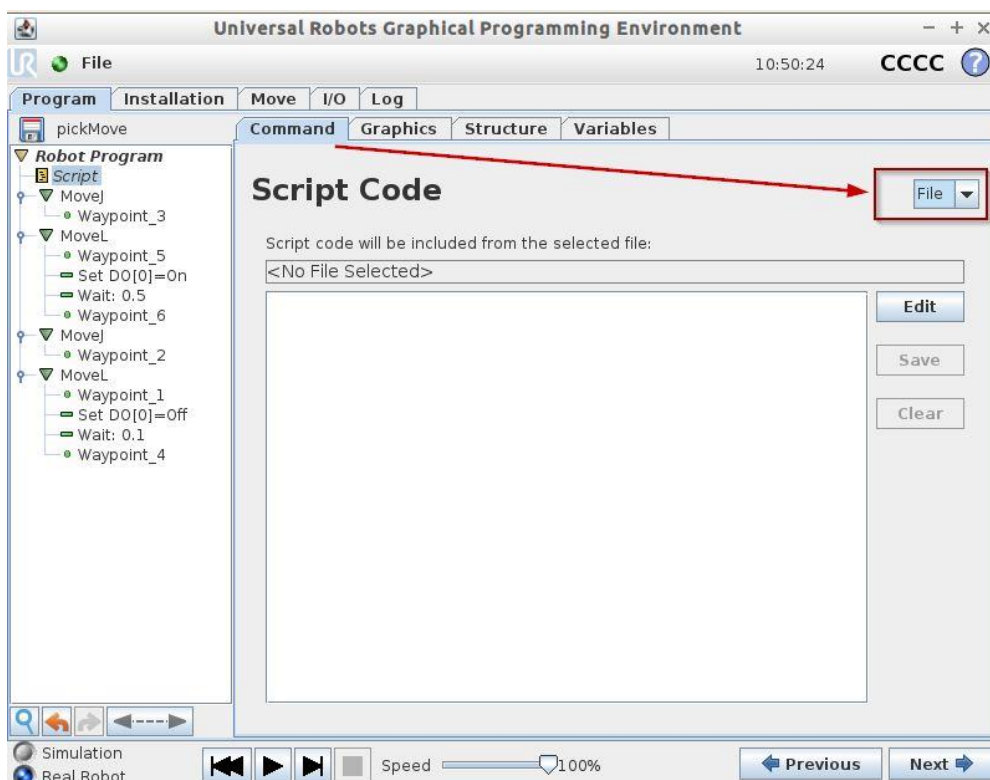 Universal Robots Graphical Programming Environment
UR File 10:50:24 CCCC ?
Program Installation Move I/O Log
pickMove Command Graphics Structure Variables
Robot Program
Script
MoveJ
Waypoint_3
MoveL
Waypoint_5
Set DO[0]=On
Wait: 0.5
Waypoint_6
MoveJ
Waypoint_2
MoveL
Waypoint_1
Set DO[0]=Off
Wait: 0.1
Waypoint_4
Script Code File
Script code will be included from the selected file:
<No File Selected>
Edit
Save
Clear
Simulation
Real Robot
Speed 100% Previous Next